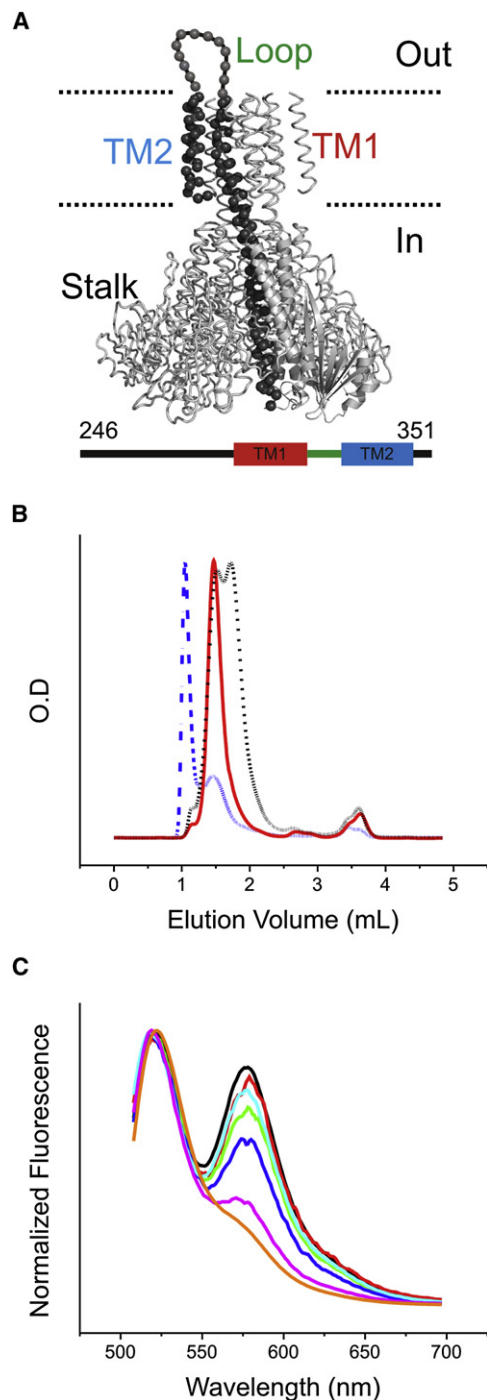 A
Loop
Out
TM2
TM1
In
Stalk
246
351
TM1
TM2
B
O.D
0 1 2 3 4 5
Elution Volume (mL)
C
Normalized Fluorescence
500 550 600 650 700
Wavelength (nm)